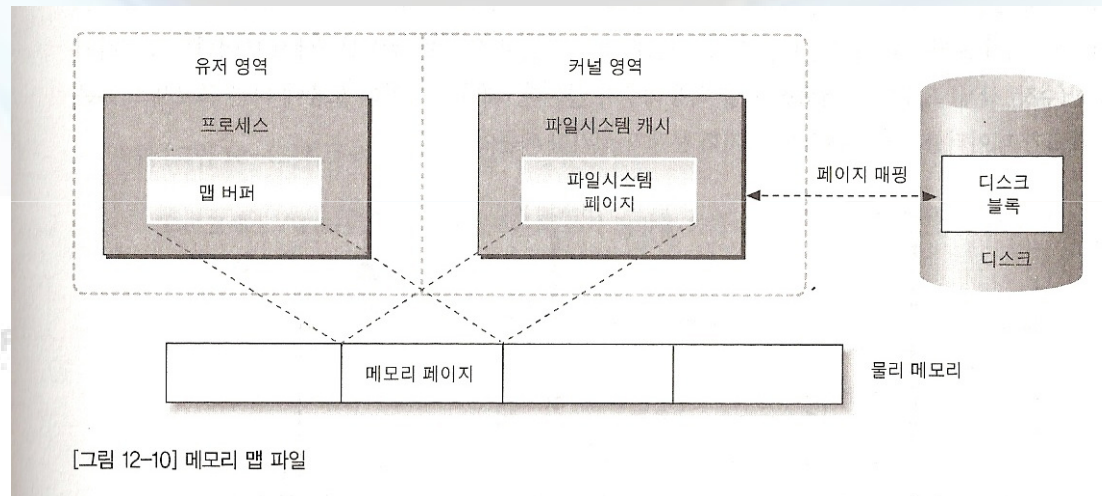 유저 영역
커널 영역
프로세스
맵 버퍼
파일시스템 캐시
파일시스템
페이지
페이지 매핑
디스크
블록
디스크
메모리 페이지
물리 메모리
[그림 12-10] 메모리 맵 파일